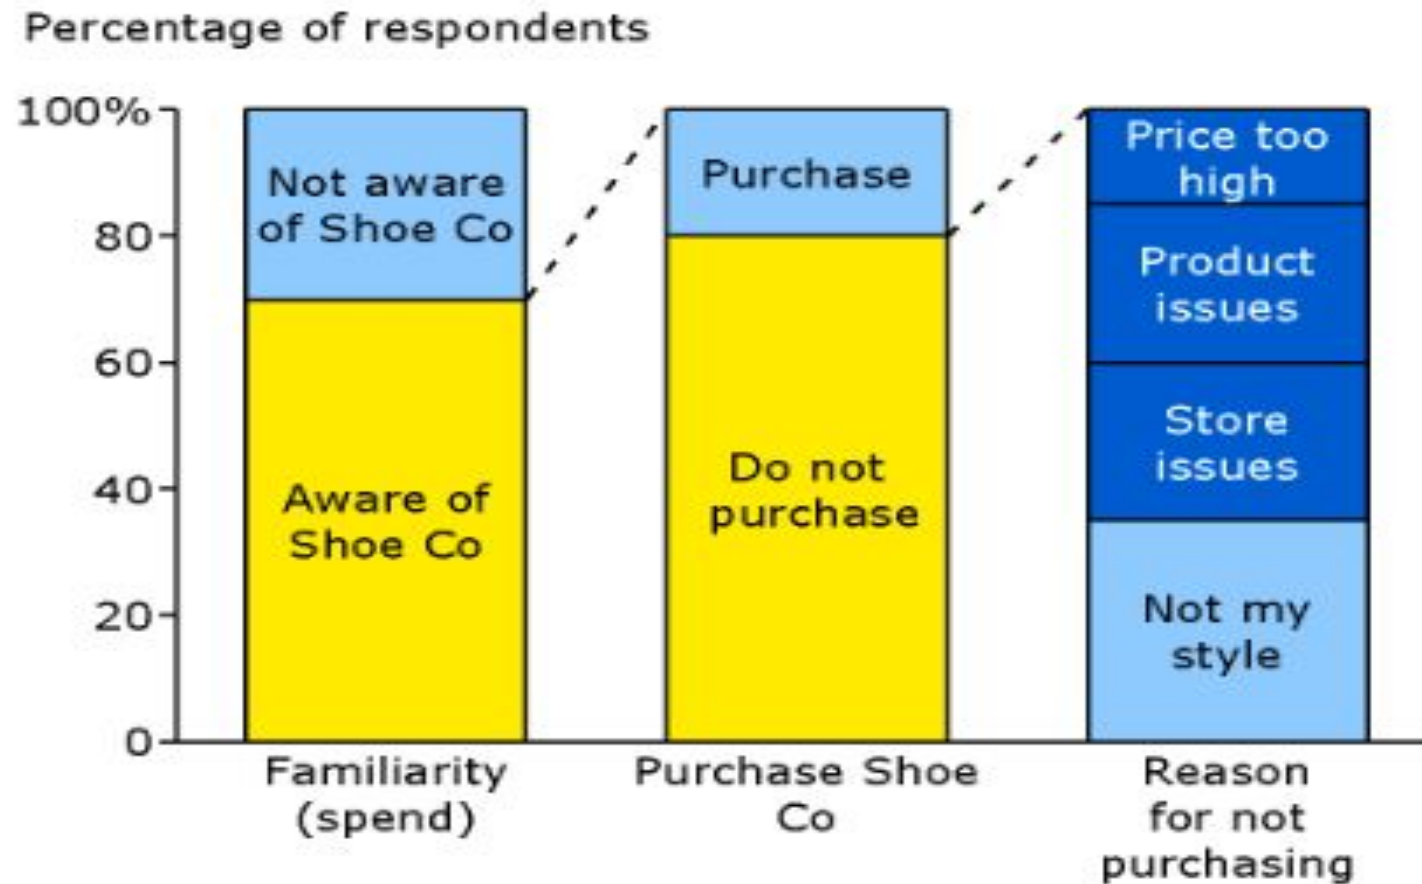 Percentage of respondents
100%
80
60
40
20
0
Not aware
of Shoe Co
Aware of
Shoe Co
Purchase
Do not
purchase
Price too
high
Product
issues
Store
issues
Not my
style
Familiarity
(spend)
Purchase Shoe
Co
Reason
for not
purchasing